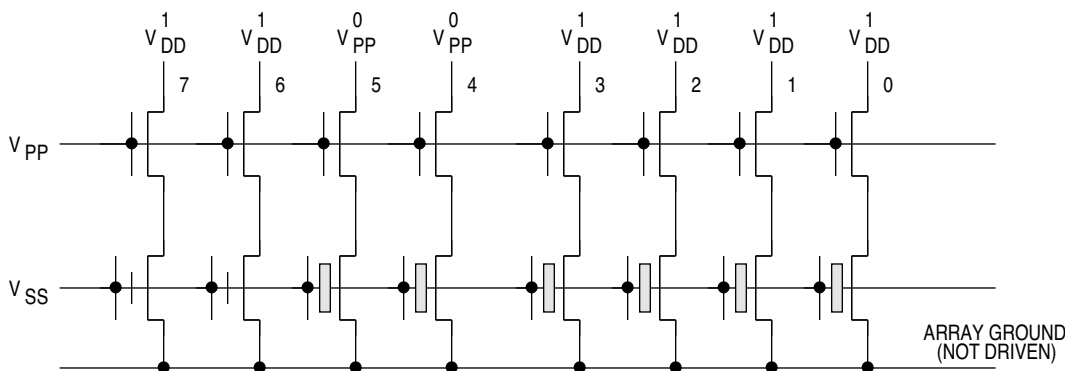 1 1 0 0 1 1 1 1
V DD V DD V PP V PP V DD V DD V DD V DD
7 6 5 4 3 2 1 0
V PP
V SS
ARRAY GROUND
(NOT DRIVEN)